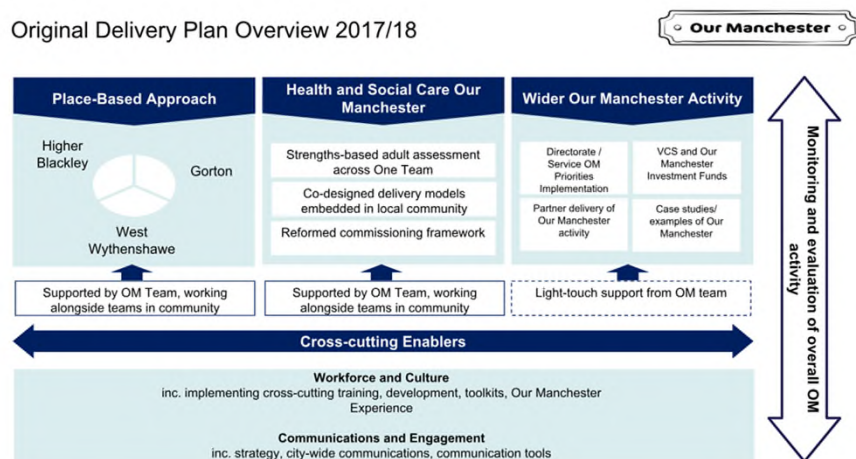 Original Delivery Plan Overview 2017/18
Our Manchester
Place-Based Approach
Higher
Blackley
Gorton
West
Wythenshawe
Supported by OM Team, working
alongside teams in community
Health and Social Care Our
Manchester
Strengths-based adult assessment
across One Team
Co-designed delivery models
embedded in local community
Reformed commissioning framework
Supported by OM Team, working
alongside teams in community
Wider Our Manchester Activity
Directorate /
Service OM
Priorities
Implementation
VCS and Our
Manchester
Investment Funds
Partner delivery of
Our Manchester
activity
Case studies/
examples of Our
Manchester
Light-touch support from OM team
Cross-cutting Enablers
Workforce and Culture
inc. implementing cross-cutting training, development, toolkits, Our Manchester
Experience
Communications and Engagement
inc. strategy, city-wide communications, communication tools
Monitoring and evaluation of overall OM
activity